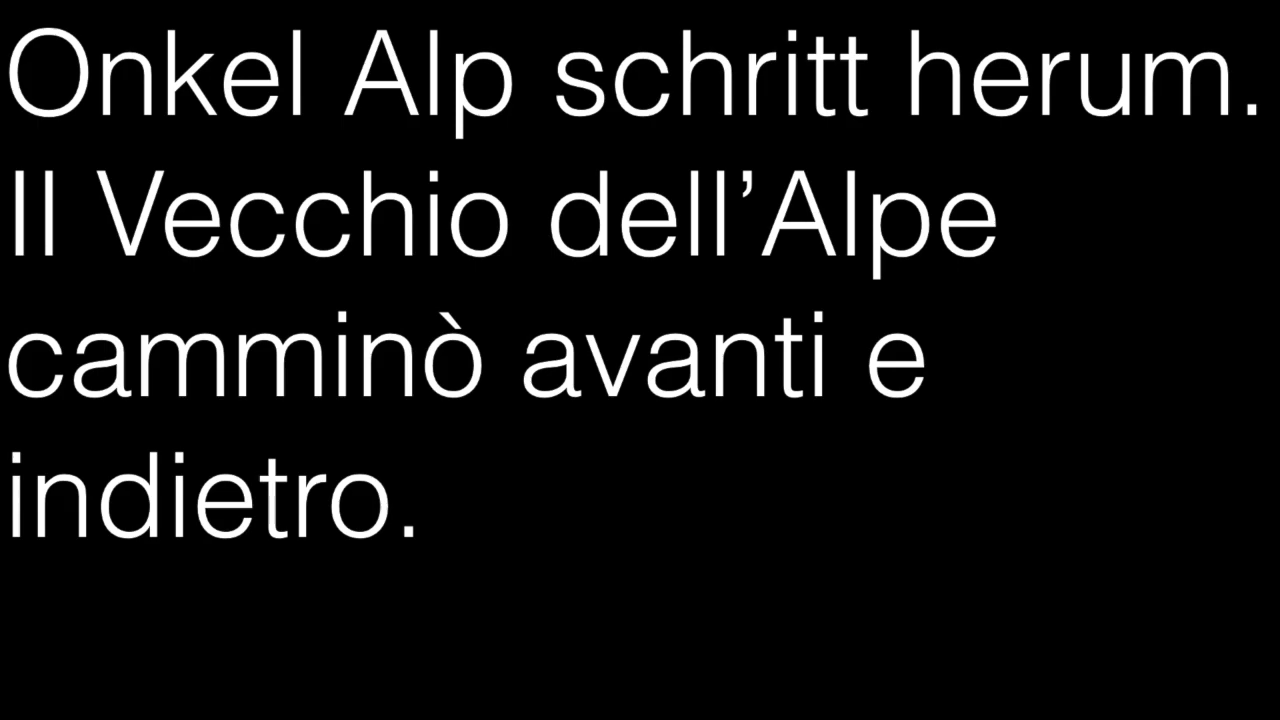 Onkel Alp schritt herum.
Il Vecchio dell’Alpe
camminò avanti e
indietro.